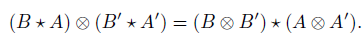 (B ⋆ A) ⊗ (B′ ⋆ A′) = (B ⊗ B′) ⋆ (A ⊗ A′).